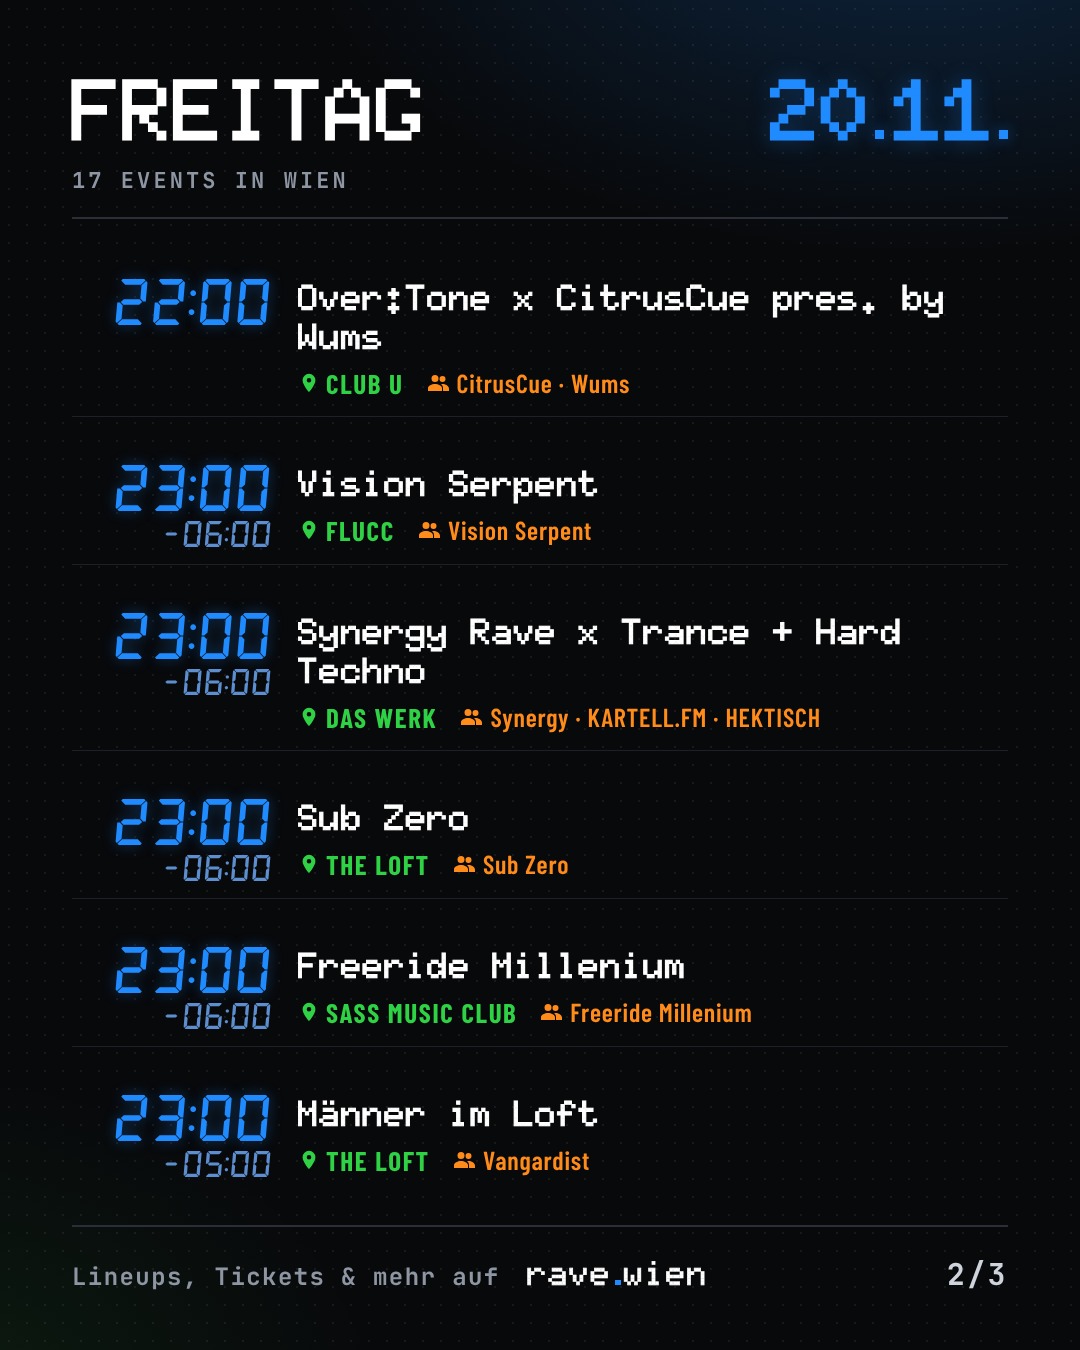 FREITAG 20.11.
17 EVENTS IN WIEN
22:00 Over‡Tone x CitrusCue pres. by
Wums
CLUB U CitrusCue · Wums
23:00 Vision Serpent
-06:00 FLUCC Vision Serpent
23:00 Synergy Rave x Trance + Hard
-06:00 Techno
DAS WERK Synergy · KARTELL.FM · HEKTISCH
23:00 Sub Zero
-06:00 THE LOFT Sub Zero
23:00 Freeride Millenium
-06:00 SASS MUSIC CLUB Freeride Millenium
23:00 Männer im Loft
-05:00 THE LOFT Vangardist
Lineups, Tickets & mehr auf rave.wien 2/3